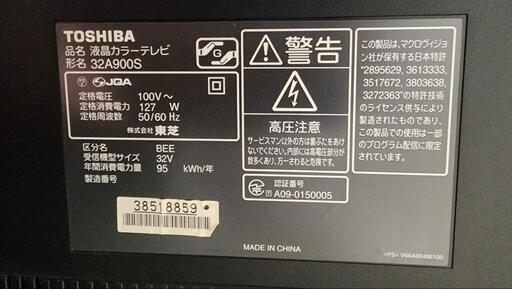 TOSHIBA
品名 液晶カラーテレビ
形名 32A900S
G
JQA
定格電圧 100V〜
定格消費電力 127 W
定格周波数 50/60 Hz
株式会社 東芝
区分名 BEE
受信機型サイズ 32V
年間消費電力量 95 kWh/年
製造番号
38518859
警告
高圧注意
サービスマン以外の方は裏ぶたをあけ
ないでください。
内部には高電圧部分が
数多くあり、万一さわると危険です。
認証番号
A09-0150005
この製品は、マクロヴィジョン
社が保有する日本特許
"2895629, 3613333,
3517672, 3803638,
3272363"の特許技術
のライセンス供与により
製造されたものであり、
この製品での使用は一部
のプログラム配信に限定
されます。
MADE IN CHINA
>PS< V66A00466100